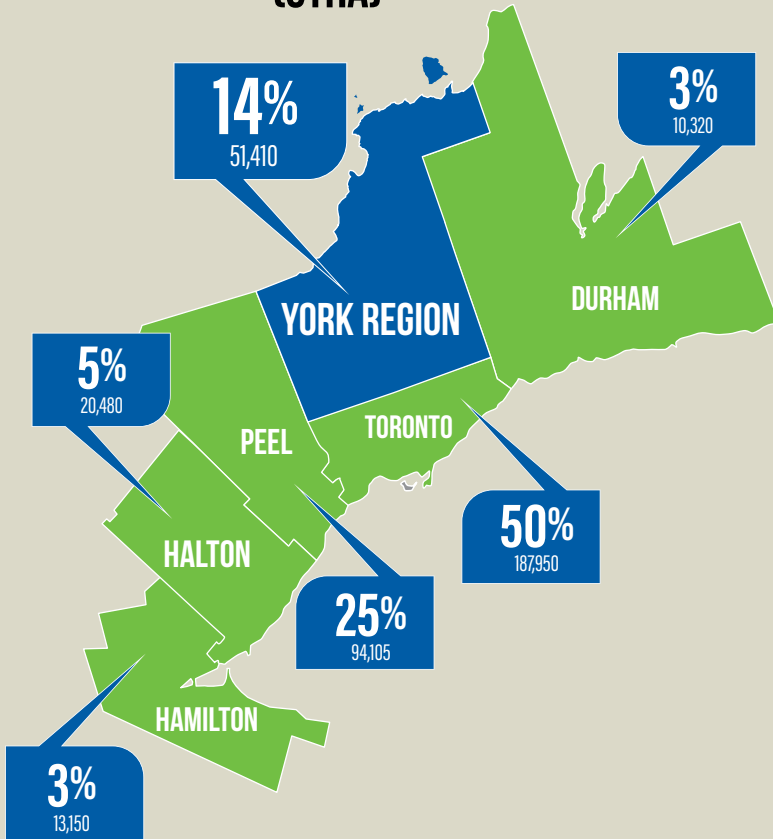 14%
51,410
3%
10,320
DURHAM
YORK REGION
5%
20,480
TORONTO
PEEL
50%
187,950
HALTON
25%
94,105
HAMILTON
3%
13,150